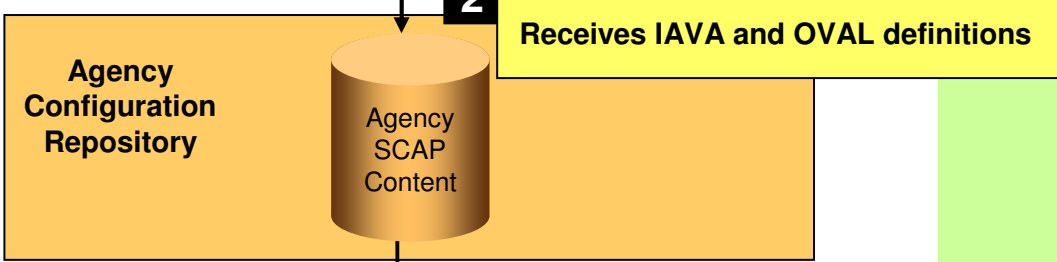 2
Receives IAVA and OVAL definitions
Agency
Configuration
Repository
Agency
SCAP
Content